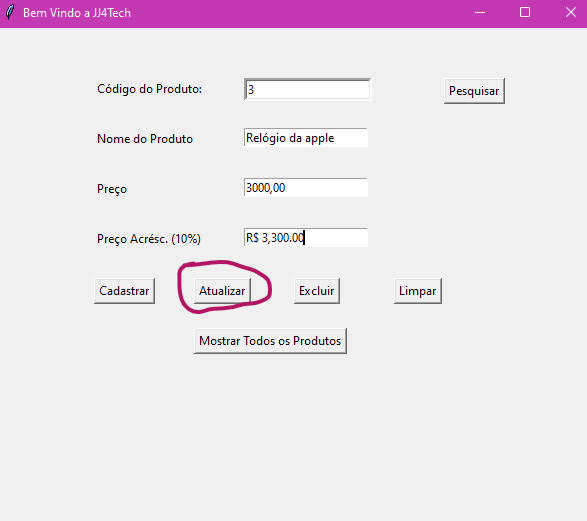 Bem Vindo a JJ4Tech
Código do Produto: 3 Pesquisar
Nome do Produto Relógio da apple
Preço 3000,00
Preço Acrésc. (10%) R$ 3,300.00
Cadastrar Atualizar Excluir Limpar
Mostrar Todos os Produtos